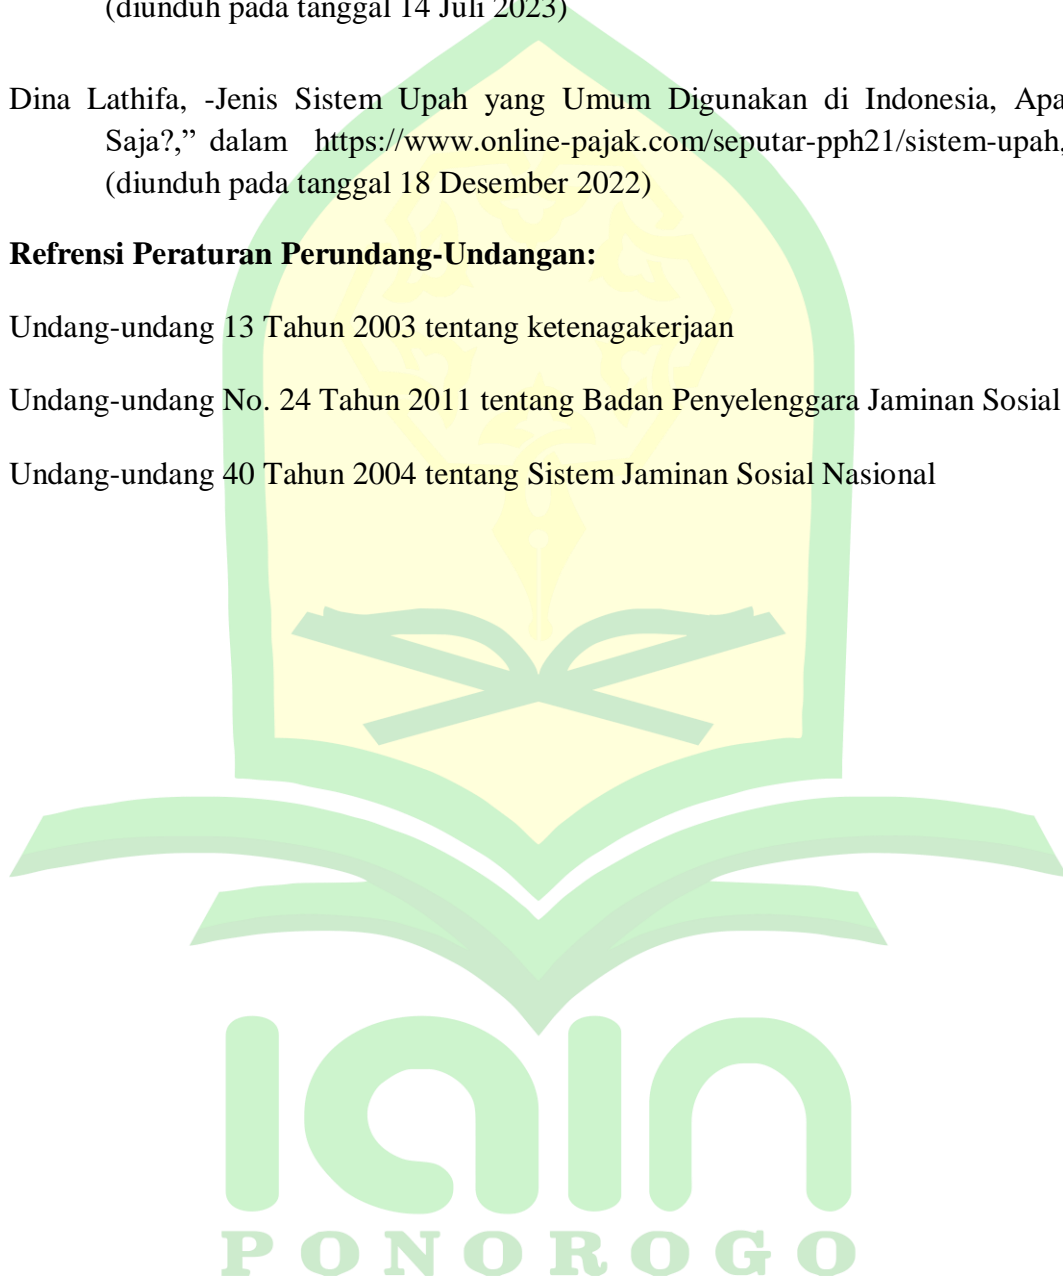 (diunduh pada tanggal 14 Juli 2023)
Dina Lathifa, -Jenis Sistem Upah yang Umum Digunakan di Indonesia, Apa
Saja?,” dalam https://www.online-pajak.com/seputar-pph21/sistem-upah,
(diunduh pada tanggal 18 Desember 2022)
Refrensi Peraturan Perundang-Undangan:
Undang-undang 13 Tahun 2003 tentang ketenagakerjaan
Undang-undang No. 24 Tahun 2011 tentang Badan Penyelenggara Jaminan Sosial
Undang-undang 40 Tahun 2004 tentang Sistem Jaminan Sosial Nasional
iain
PONOROGO